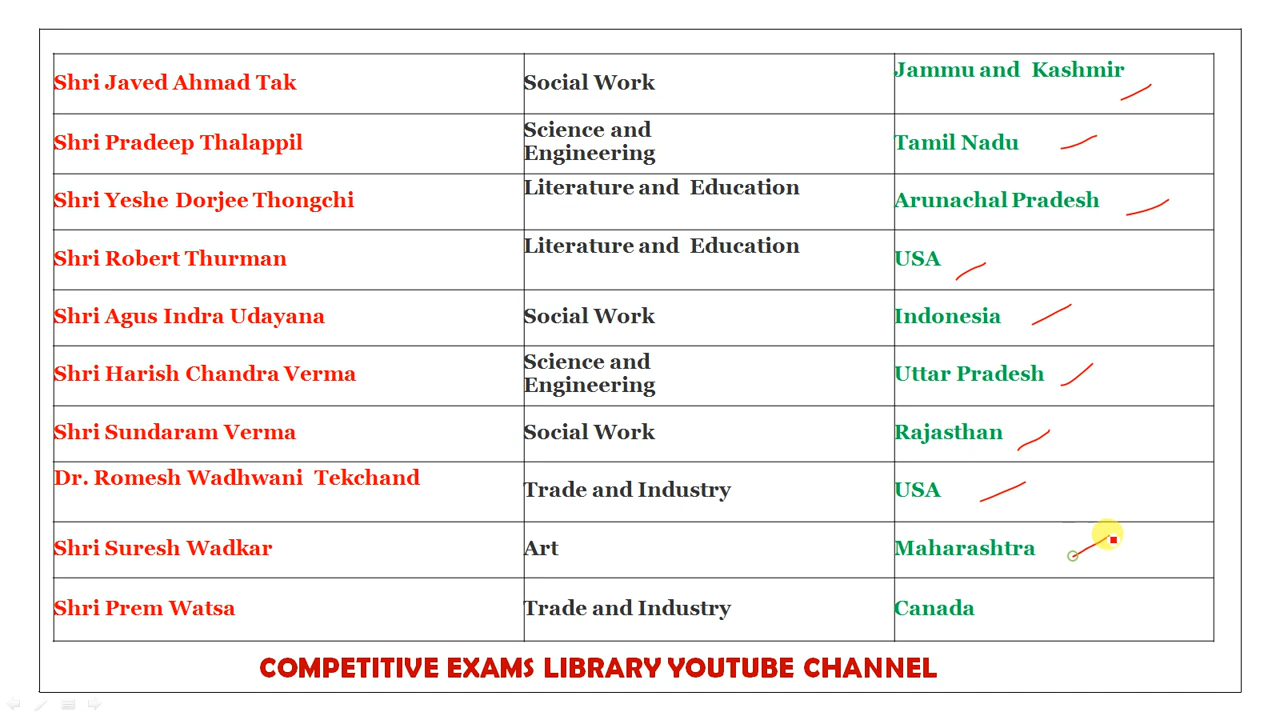 Shri Javed Ahmad Tak Social Work Jammu and Kashmir
Shri Pradeep Thalappil Science and Engineering Tamil Nadu
Shri Yeshe Dorjee Thongchi Literature and Education Arunachal Pradesh
Shri Robert Thurman Literature and Education USA
Shri Agus Indra Udayana Social Work Indonesia
Shri Harish Chandra Verma Science and Engineering Uttar Pradesh
Shri Sundaram Verma Social Work Rajasthan
Dr. Romesh Wadhwani Tekchand Trade and Industry USA
Shri Suresh Wadkar Art Maharashtra
Shri Prem Watsa Trade and Industry Canada
COMPETITIVE EXAMS LIBRARY YOUTUBE CHANNEL